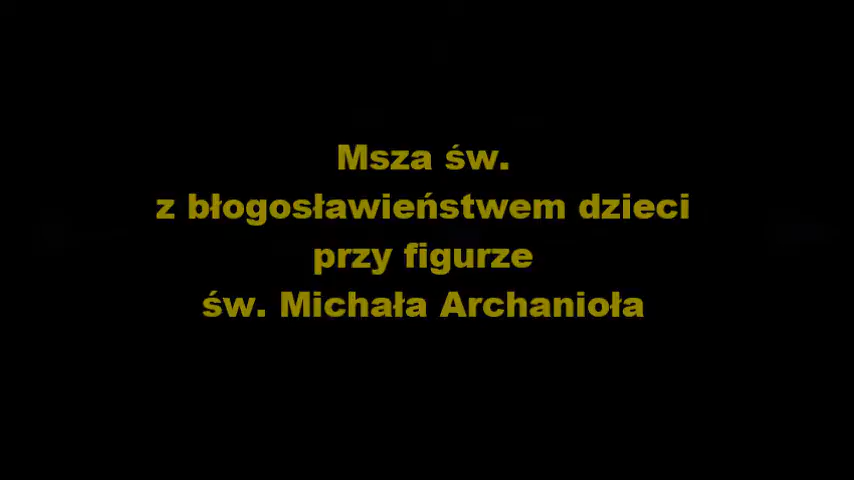 Msza św.
z błogosławieństwem dzieci
przy figurze
św. Michała Archanioła